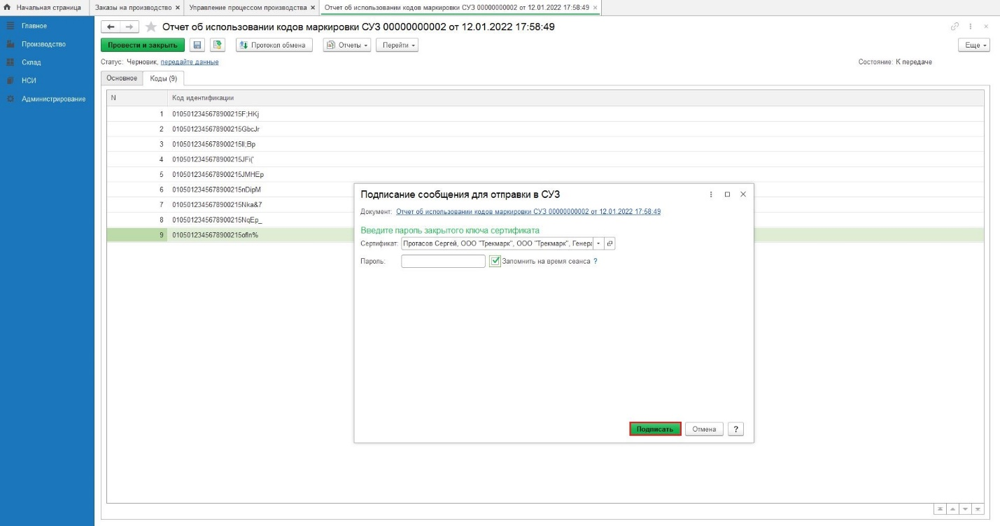 Начальная страница Заказы на производство × Управление процессом производства × Отчет об использовании кодов маркировки СУЗ 00000000002 от 12.01.2022 17:58:49 ×
Главное
Производство
Склад
НСИ
Администрирование
Отчет об использовании кодов маркировки СУЗ 00000000002 от 12.01.2022 17:58:49
Провести и закрыть Протокол обмена Отчеты Перейти Еще
Статус: Черновик, передайте данные Состояние: К передаче
Основное Коды (9)
N Код идентификации
1 0105012345678900215F;HKj
2 0105012345678900215GbcJr
3 0105012345678900215ll;Bp
4 0105012345678900215JFi('
5 0105012345678900215JMHEp
6 0105012345678900215nDipM
7 0105012345678900215Nka&7
8 0105012345678900215NqEp_
9 0105012345678900215ofln%
Подписание сообщения для отправки в СУЗ
Документ: Отчет об использовании кодов маркировки СУЗ 00000000002 от 12.01.2022 17:58:49
Введите пароль закрытого ключа сертификата
Сертификат: Протасов Сергей, ООО "Трекмарк", ООО "Трекмарк", Генера
Пароль: Запомнить на время сеанса ?
Подписать Отмена ?